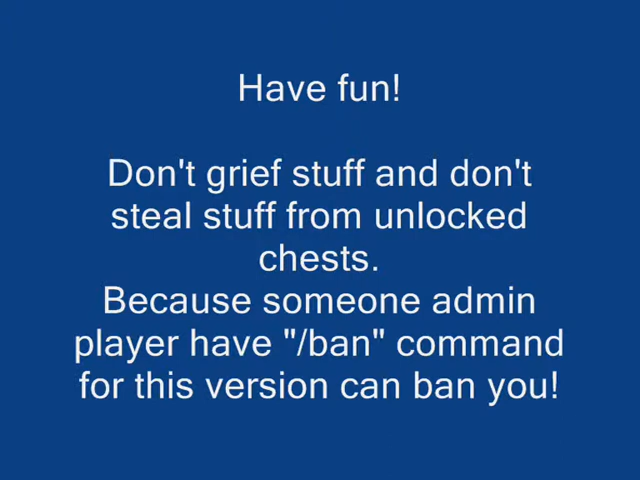 Have fun!
Don't grief stuff and don't
steal stuff from unlocked
chests.
Because someone admin
player have "/ban" command
for this version can ban you!